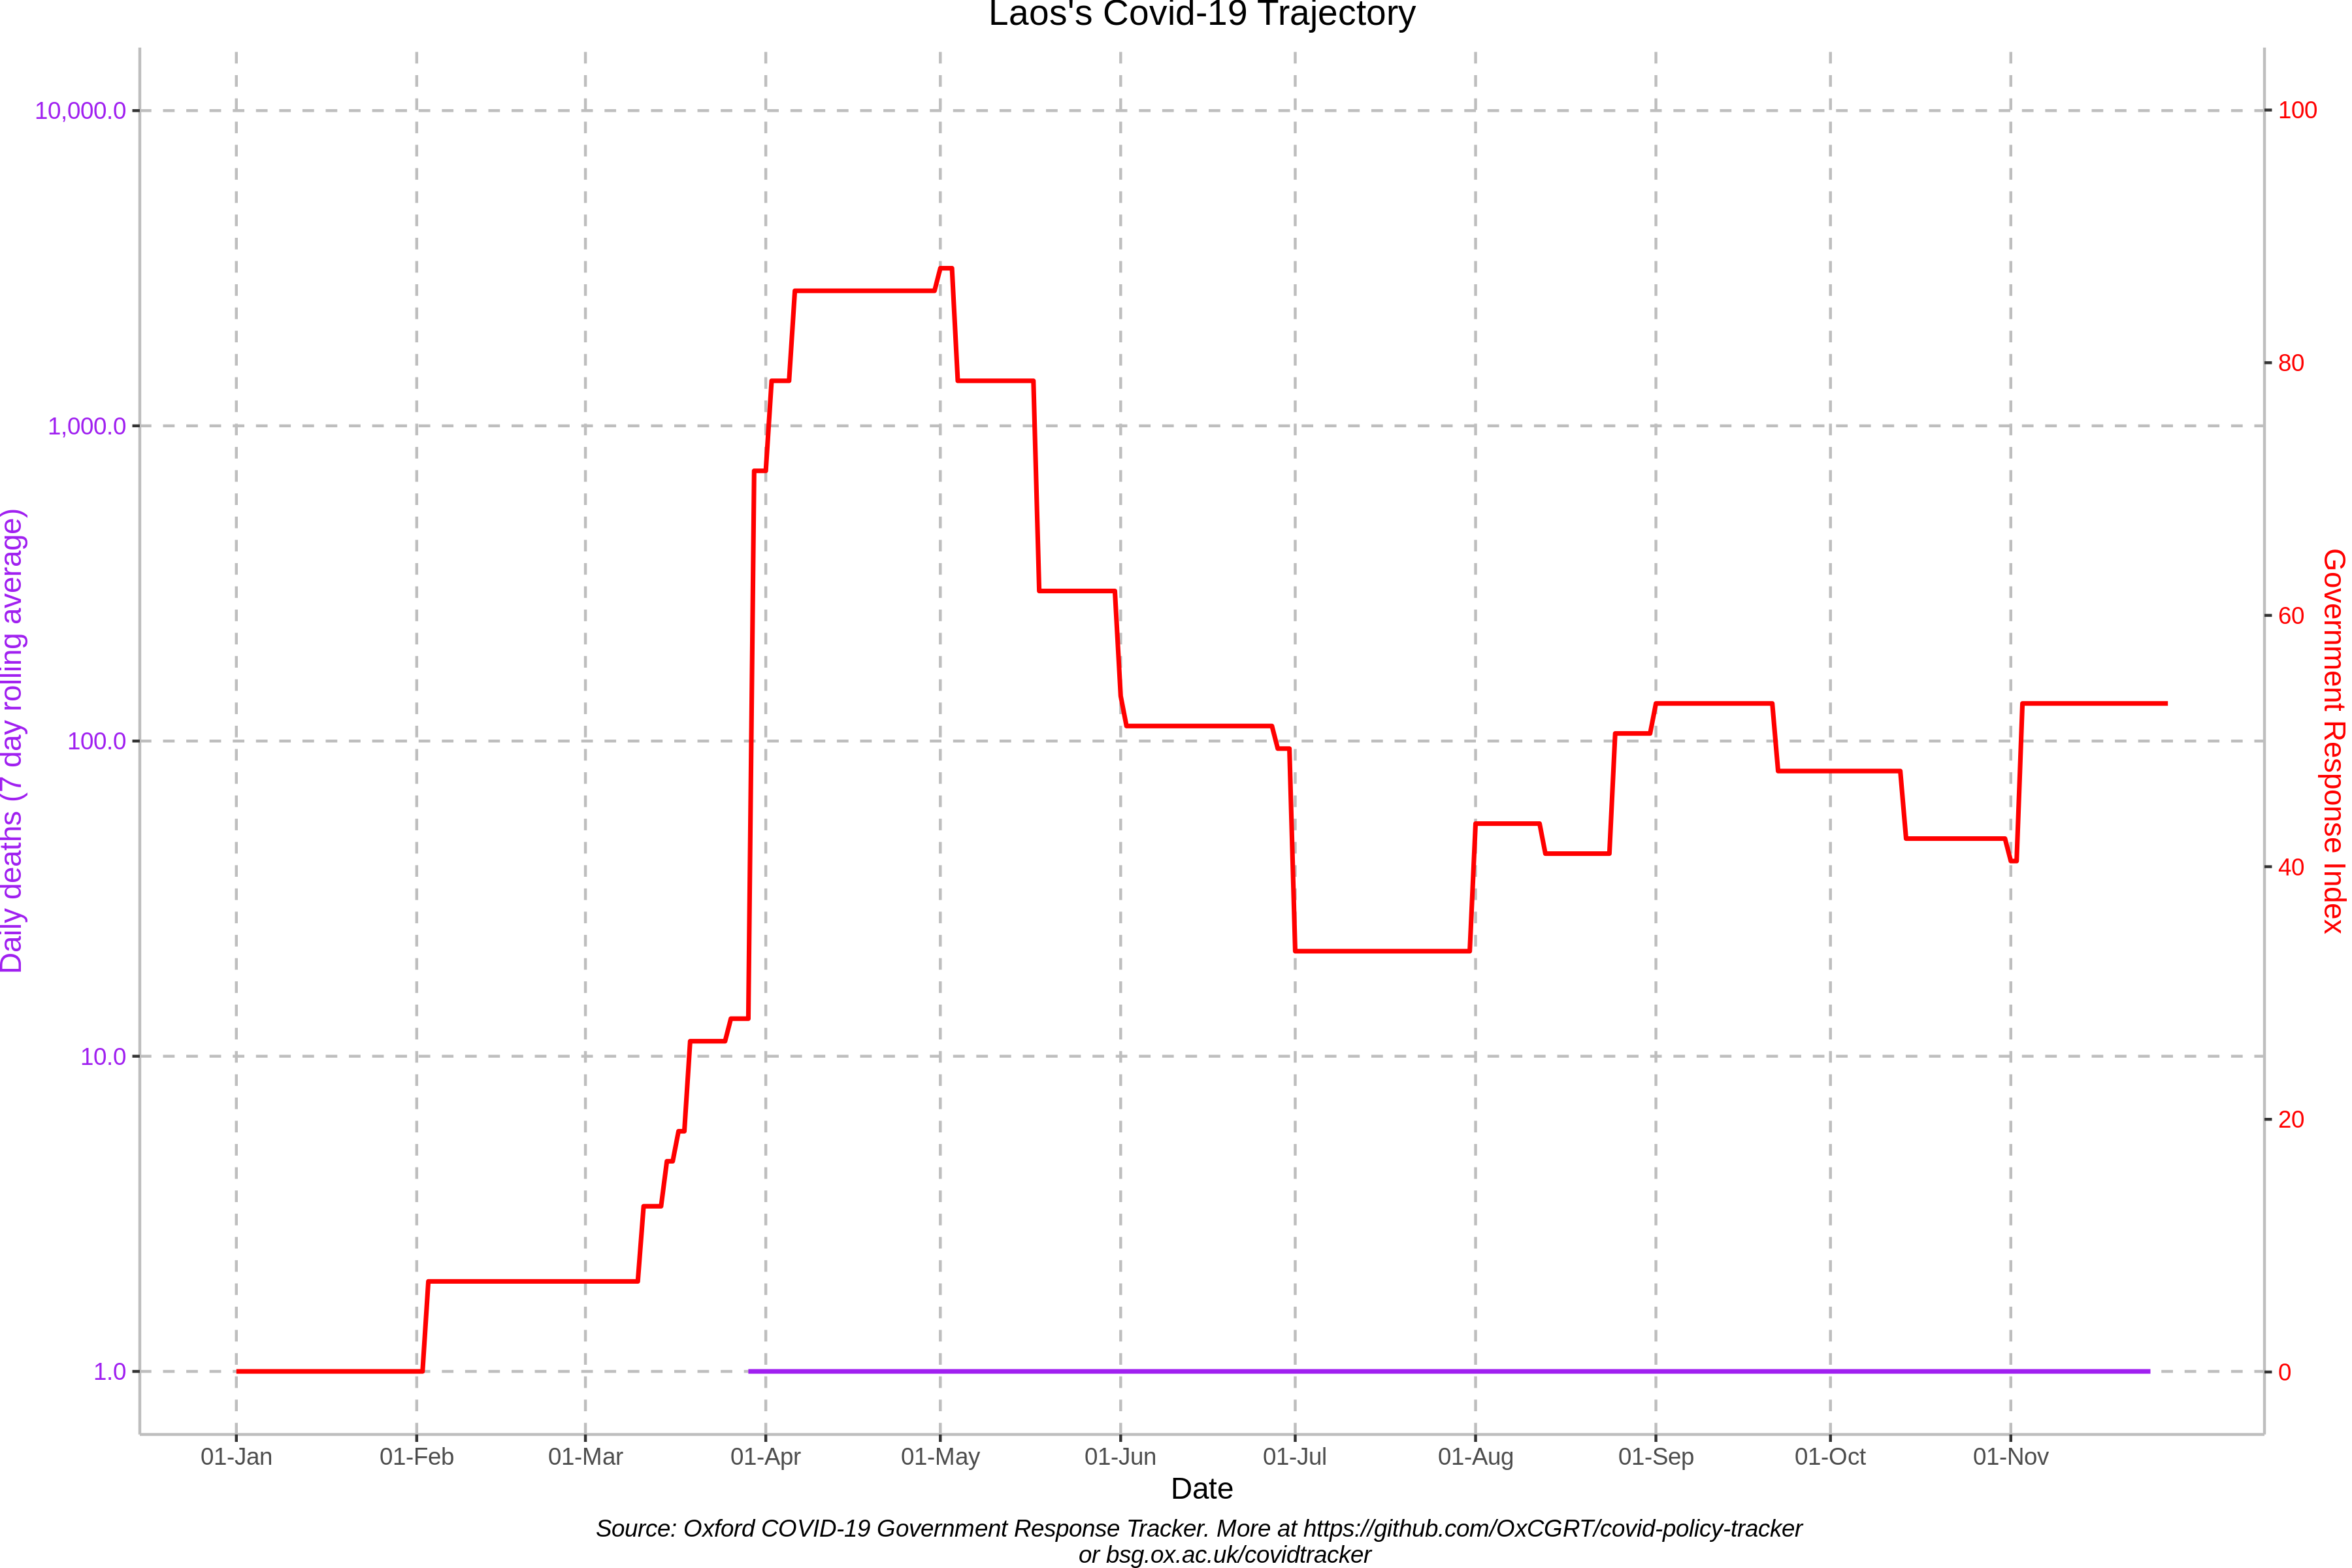 Laos's Covid-19 Trajectory
10,000.0
1,000.0
100.0
10.0
1.0
Daily deaths (7 day rolling average)
100
80
60
40
20
0
Government Response Index
01-Jan 01-Feb 01-Mar 01-Apr 01-May 01-Jun 01-Jul 01-Aug 01-Sep 01-Oct 01-Nov
Date
Source: Oxford COVID-19 Government Response Tracker. More at https://github.com/OxCGRT/covid-policy-tracker
or bsg.ox.ac.uk/covidtracker